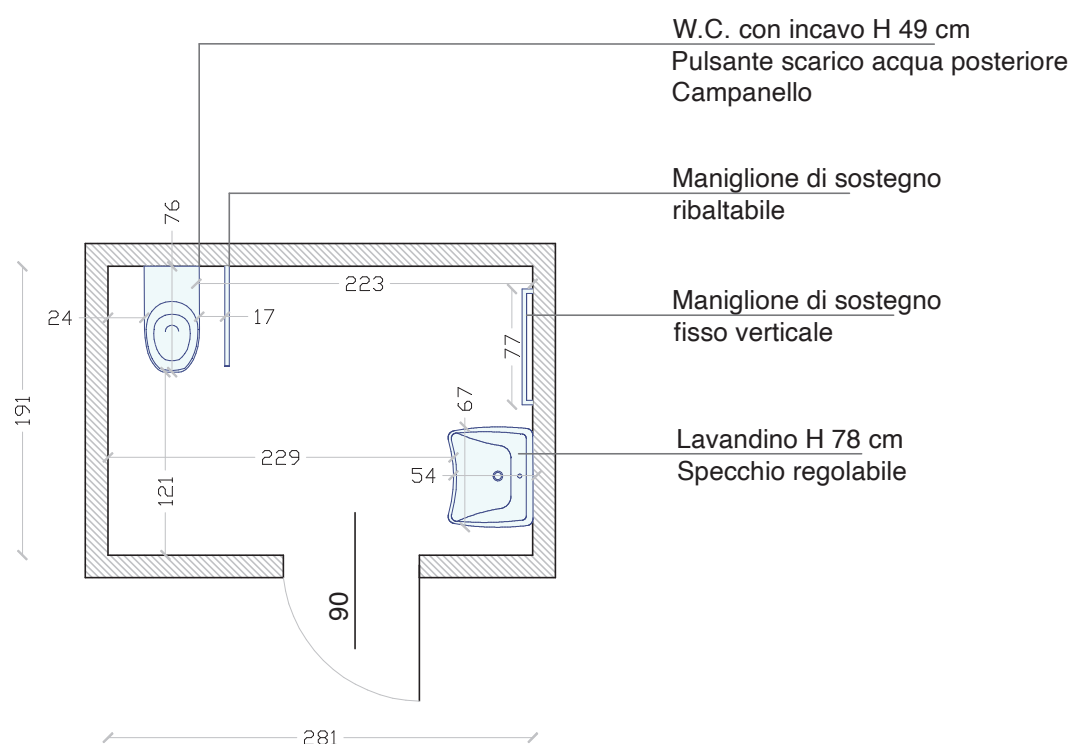 W.C. con incavo H 49 cm
Pulsante scarico acqua posteriore
Campanello
Maniglione di sostegno
ribaltabile
76
223
24
17
Maniglione di sostegno
fisso verticale
77
191
67
Lavandino H 78 cm
Specchio regolabile
229
54
121
90
281